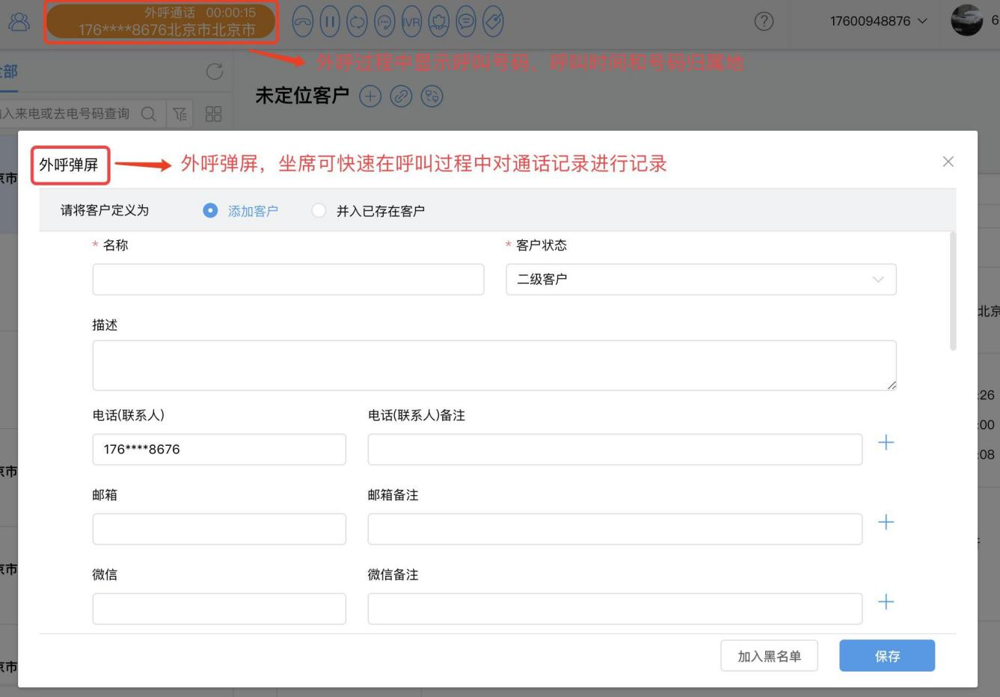 外呼通话 00:00:15
176****8676北京市北京市
IVR
17600948876
6
外呼过程中显示呼叫号码、呼叫时间和号码归属地
全部
未定位客户
入来电或去电号码查询
外呼弹屏
外呼弹屏，坐席可快速在呼叫过程中对通话记录进行记录
京市
请将客户定义为
添加客户
并入已存在客户
* 名称
* 客户状态
二级客户
北京
描述
:26
电话(联系人)
电话(联系人)备注
:00
176****8676
:08
京市
邮箱
邮箱备注
京市
微信
微信备注
加入黑名单
保存
京市